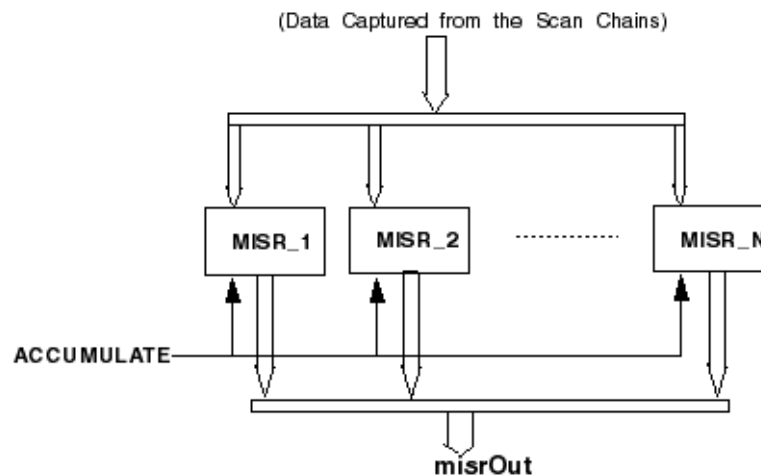 (Data Captured from the Scan Chains)
MISR_1
MISR_2
MISR_N
ACCUMULATE
misrOut